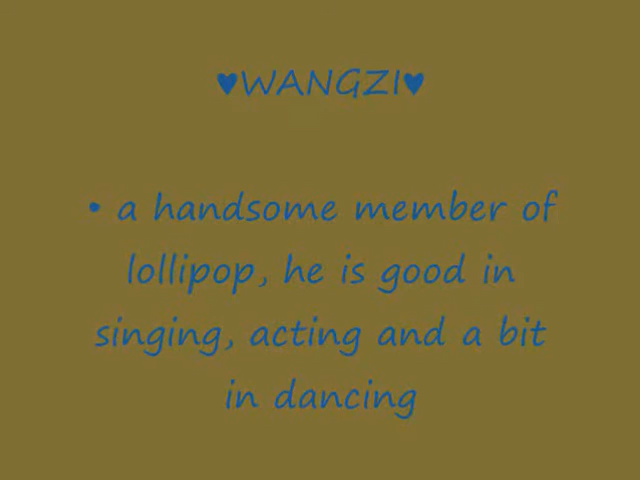 ♥WANGZI♥
• a handsome member of
lollipop, he is good in
singing, acting and a bit
in dancing